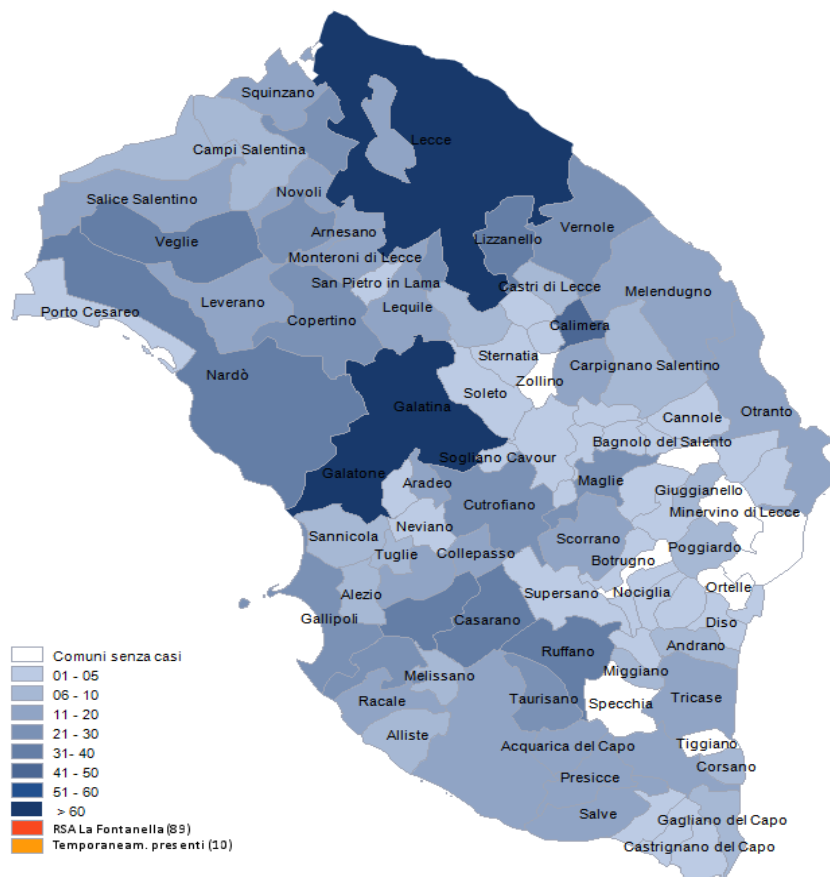 Squinzano
Lecce
Campi Salentina
Novoli
Salice Salentino
Vernole
Arnesano
Lizzanello
Veglie
Monteroni di Lecce
San Pietro in Lama
Castri di Lecce
Melendugno
Leverano
Lequile
Porto Cesareo
Copertino
Calimera
Sternatia
Carpignano Salentino
Nardò
Zollino
Soleto
Galatina
Otranto
Cannole
Bagnolo del Salento
Sogliano Cavour
Galatone
Aradeo
Maglie
Giuggianello
Cutrofiano
Minervino di Lecce
Neviano
Sannicola
Scorrano
Tuglie
Collepasso
Poggiardo
Botrugno
Ortelle
Alezio
Supersano
Nociglia
Gallipoli
Casarano
Diso
Andrano
Ruffano
Miggiano
Melissano
Racale
Taurisano
Specchia
Tricase
Alliste
Acquarica del Capo
Tiggiano
Corsano
Presicce
Salve
Gagliano del Capo
Castrignano del Capo
Comuni senza casi
01 - 05
06 - 10
11 - 20
21 - 30
31- 40
41 - 50
51 - 60
> 60
RSA La Fontanella (89)
Temporaneam. presenti (10)